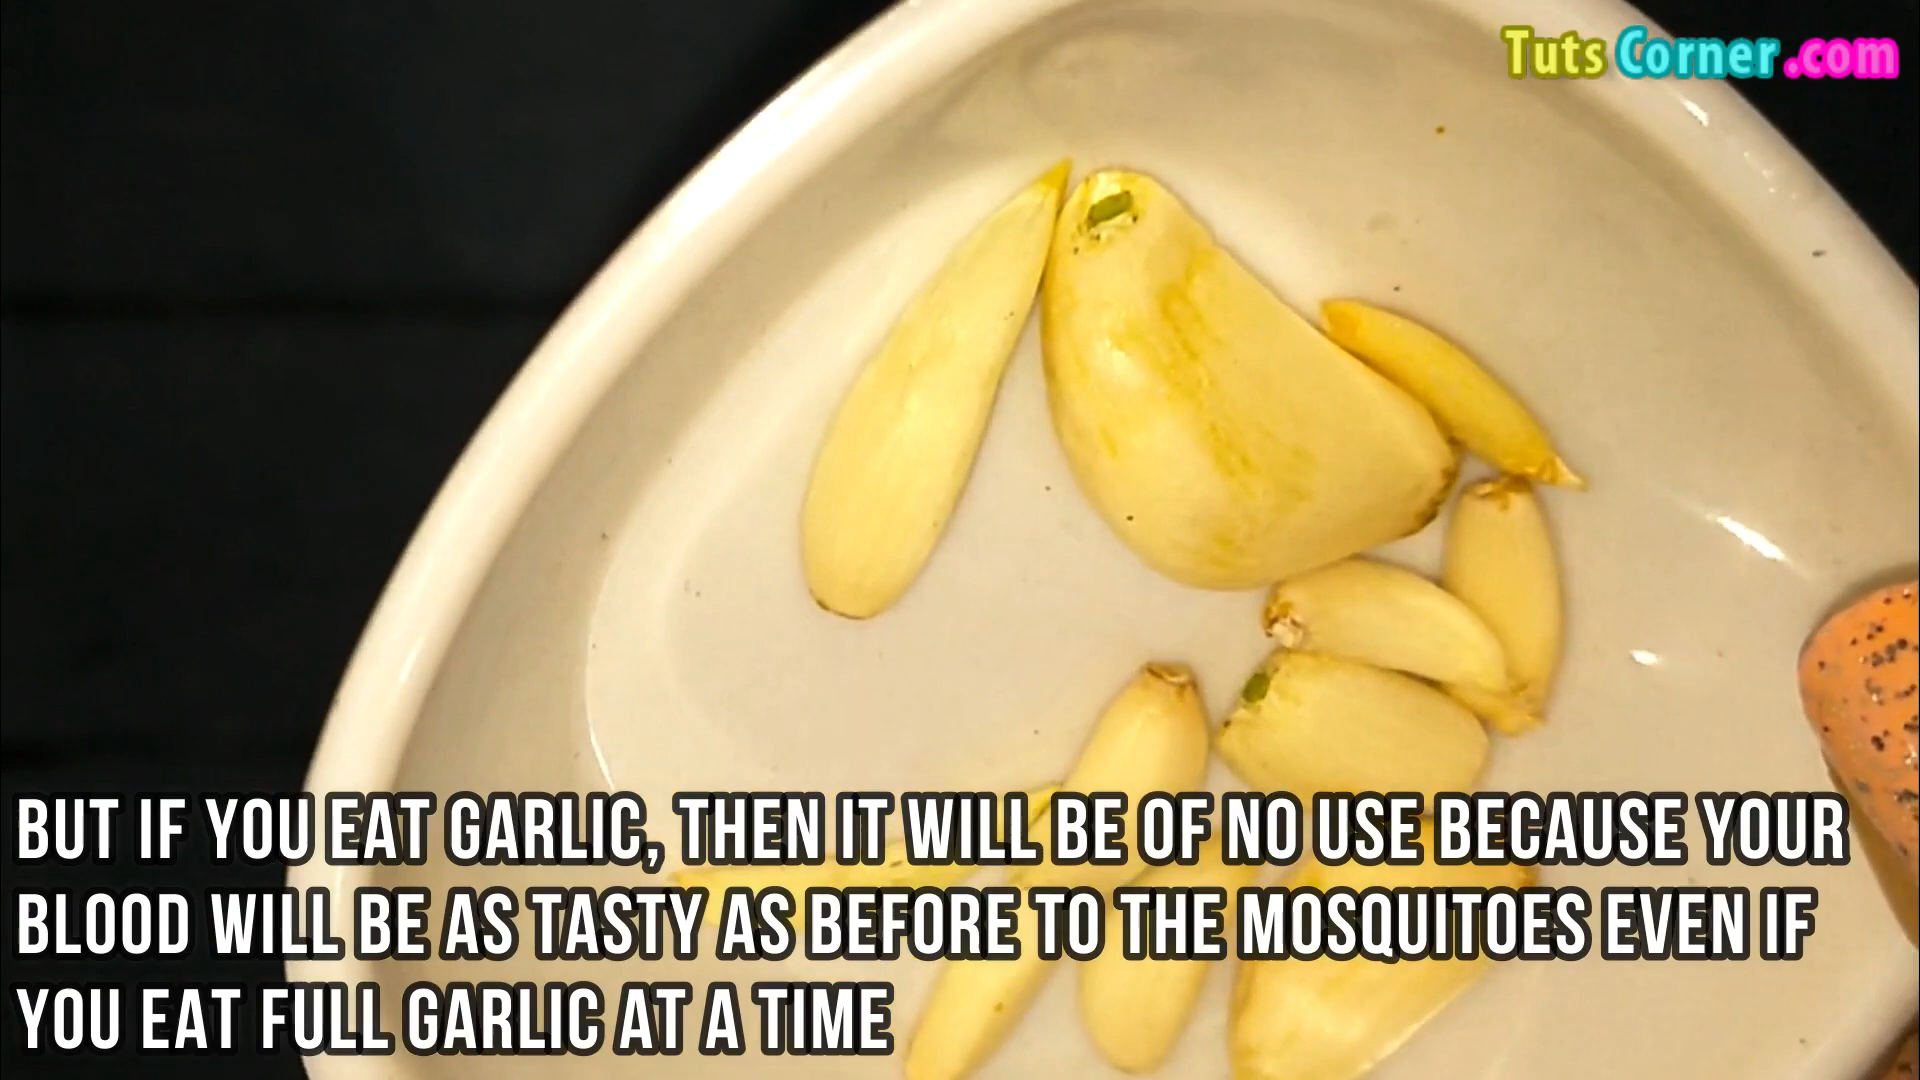 Tuts Corner.com
BUT IF YOU EAT GARLIC, THEN IT WILL BE OF NO USE BECAUSE YOUR
BLOOD WILL BE AS TASTY AS BEFORE TO THE MOSQUITOES EVEN IF
YOU EAT FULL GARLIC AT A TIME